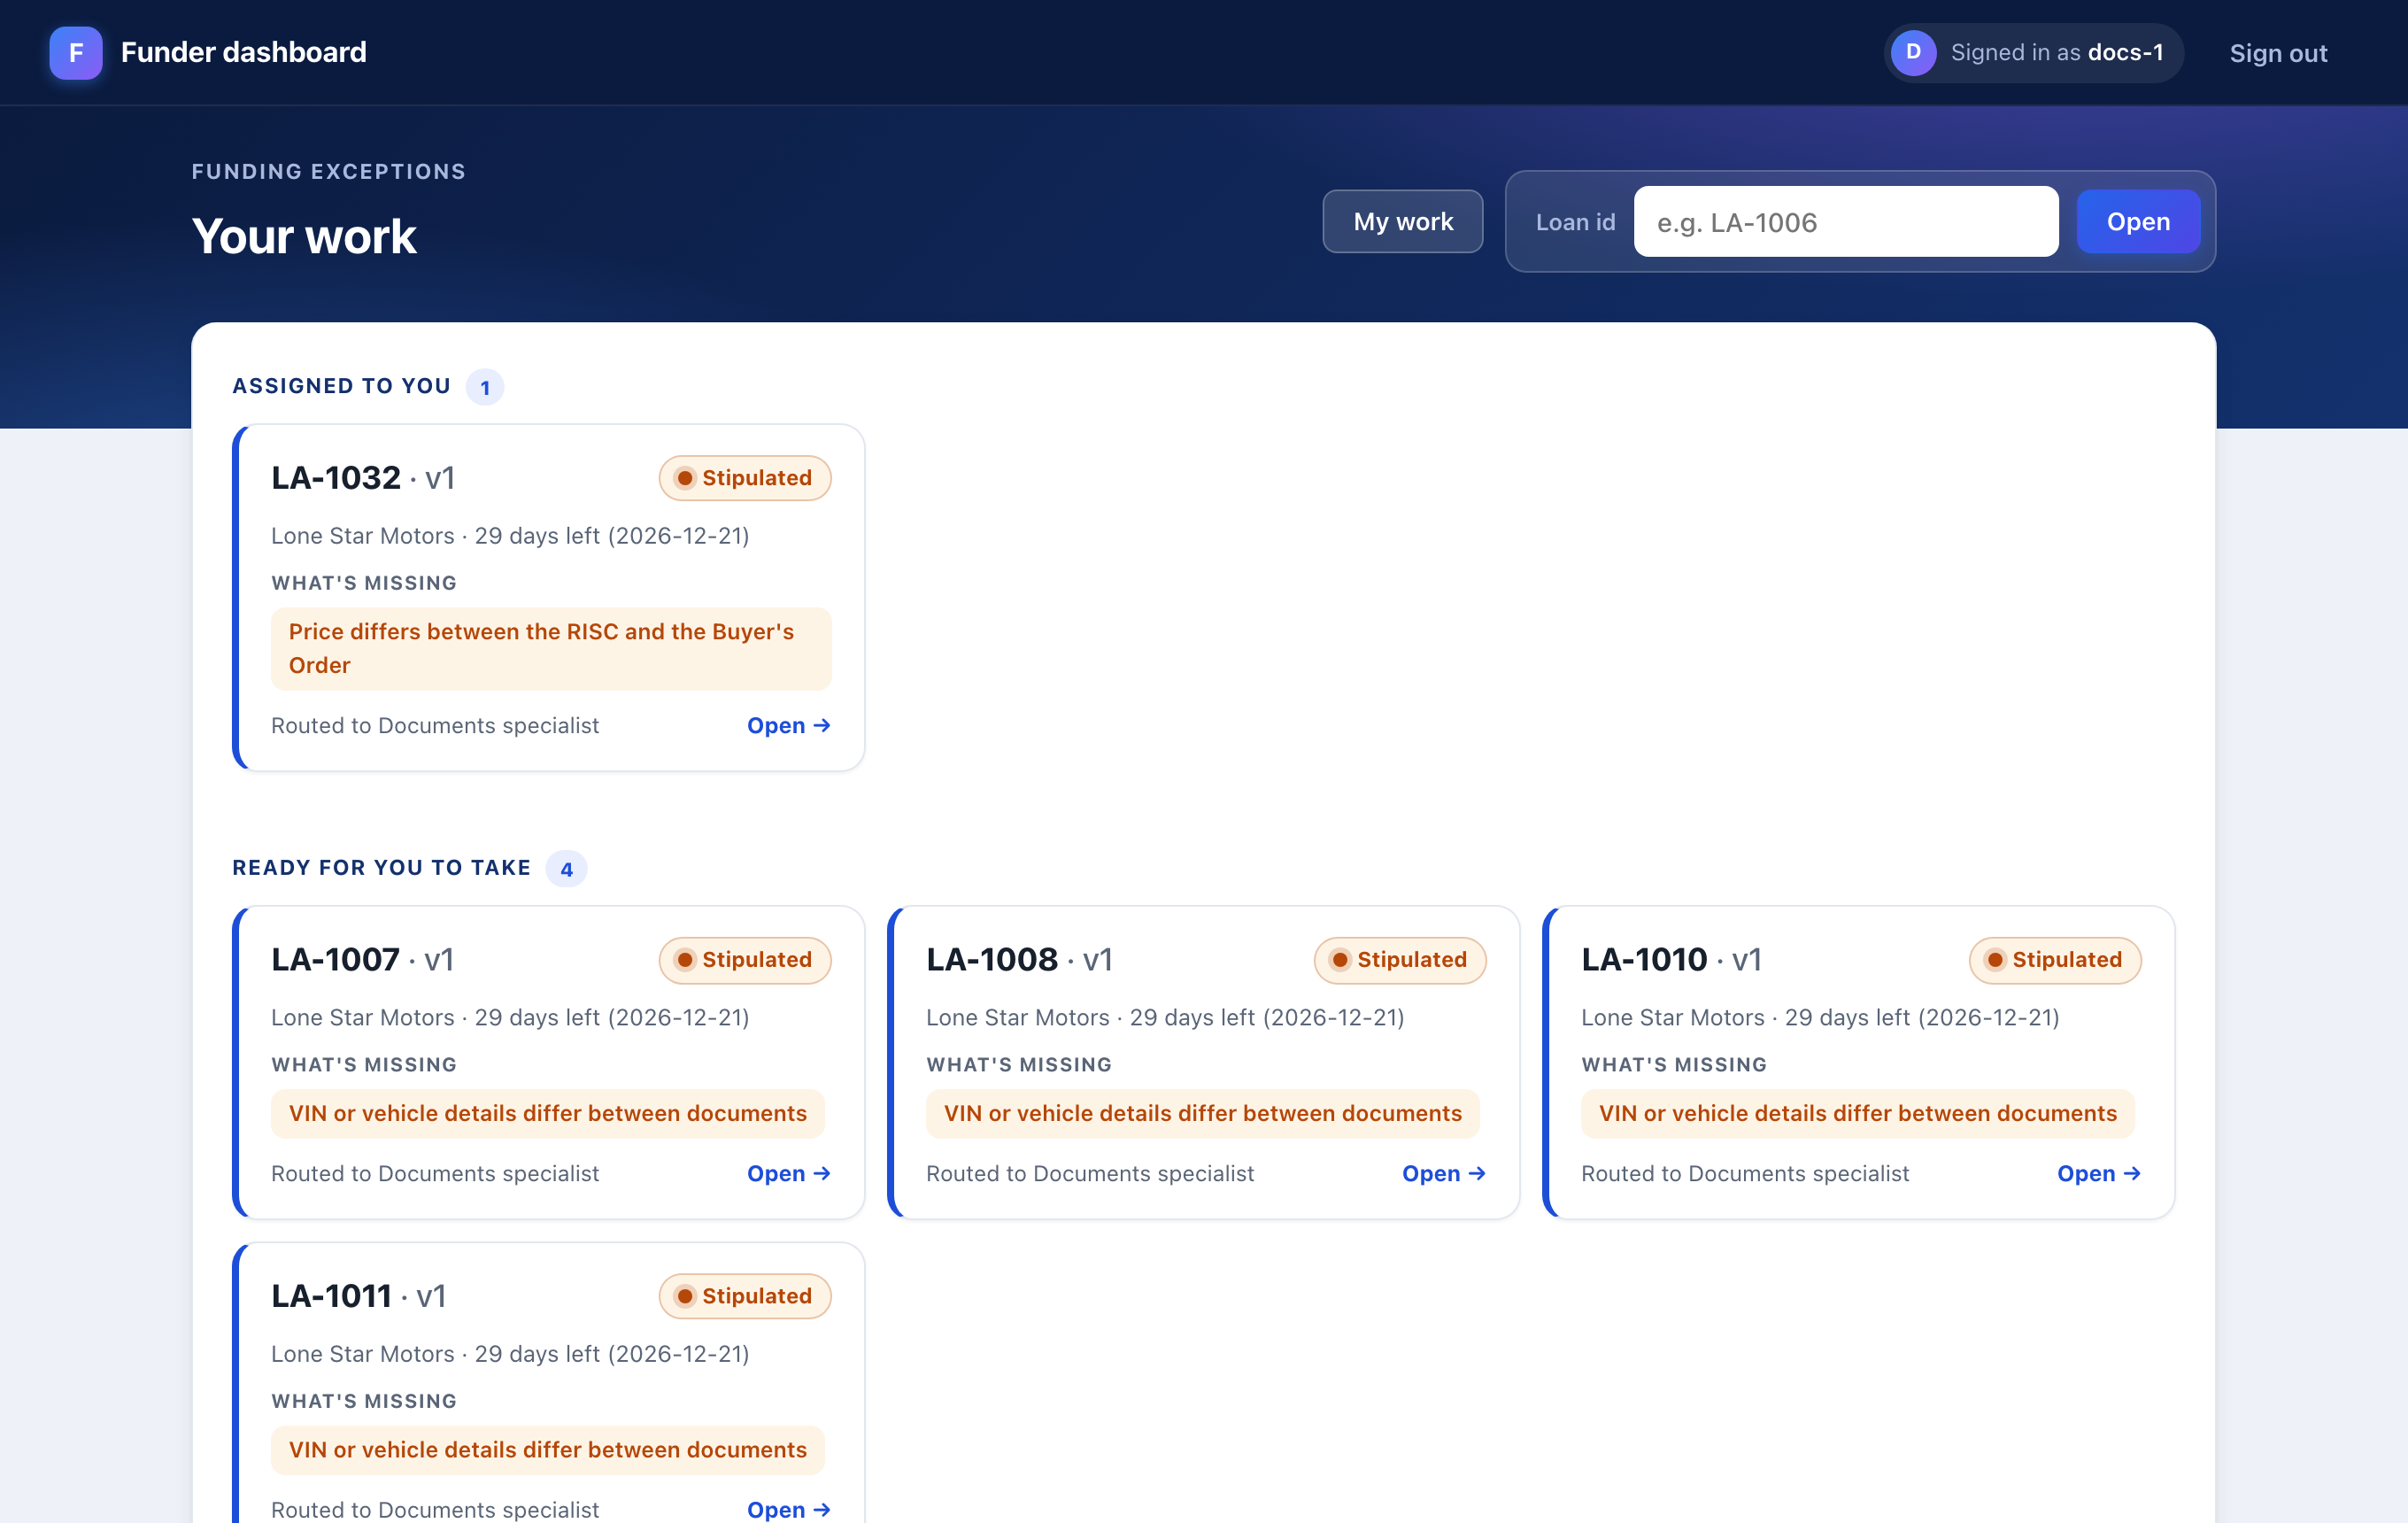 F Funder dashboard
D Signed in as docs-1 Sign out
FUNDING EXCEPTIONS
Your work
My work Loan id e.g. LA-1006 Open
ASSIGNED TO YOU 1
LA-1032 · v1 Stipulated
Lone Star Motors · 29 days left (2026-12-21)
WHAT'S MISSING
Price differs between the RISC and the Buyer's
Order
Routed to Documents specialist Open →
READY FOR YOU TO TAKE 4
LA-1007 · v1 Stipulated
Lone Star Motors · 29 days left (2026-12-21)
WHAT'S MISSING
VIN or vehicle details differ between documents
Routed to Documents specialist Open →
LA-1008 · v1 Stipulated
Lone Star Motors · 29 days left (2026-12-21)
WHAT'S MISSING
VIN or vehicle details differ between documents
Routed to Documents specialist Open →
LA-1010 · v1 Stipulated
Lone Star Motors · 29 days left (2026-12-21)
WHAT'S MISSING
VIN or vehicle details differ between documents
Routed to Documents specialist Open →
LA-1011 · v1 Stipulated
Lone Star Motors · 29 days left (2026-12-21)
WHAT'S MISSING
VIN or vehicle details differ between documents
Routed to Documents specialist Open →